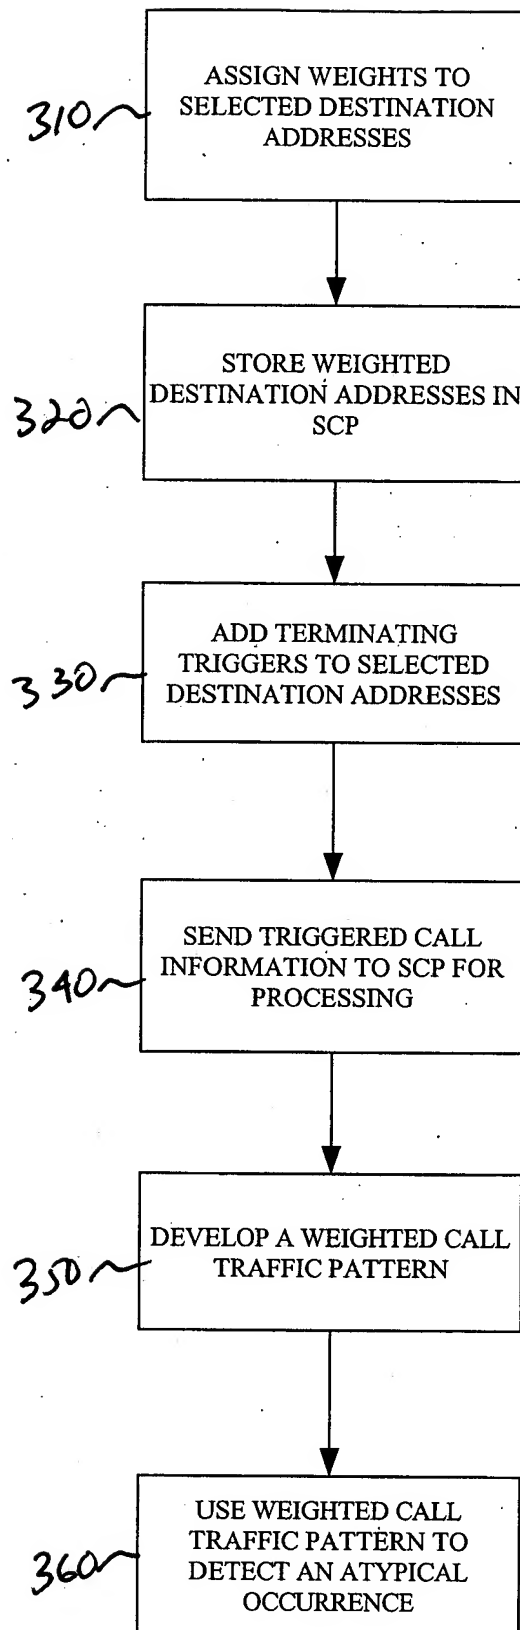 310
ASSIGN WEIGHTS TO
SELECTED DESTINATION
ADDRESSES
320
STORE WEIGHTED
DESTINATION ADDRESSES IN
SCP
330
ADD TERMINATING
TRIGGERS TO SELECTED
DESTINATION ADDRESSES
340
SEND TRIGGERED CALL
INFORMATION TO SCP FOR
PROCESSING
350
DEVELOP A WEIGHTED CALL
TRAFFIC PATTERN
360
USE WEIGHTED CALL
TRAFFIC PATTERN TO
DETECT AN ATYPICAL
OCCURRENCE